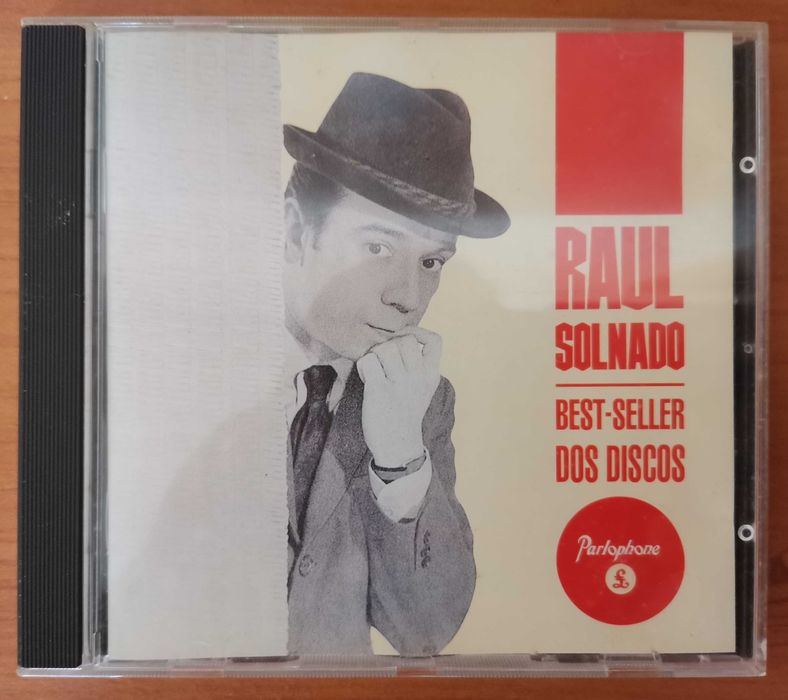 RAUL
SOLNADO
BEST-SELLER
DOS DISCOS
Parlophone
£